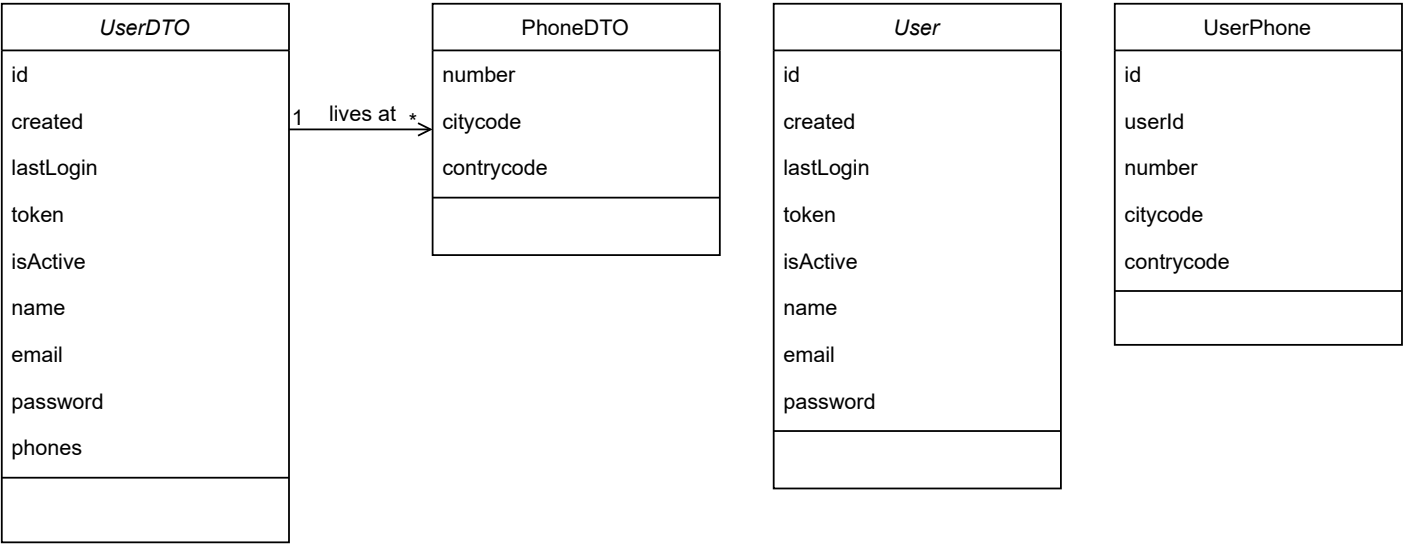 UserDTO
id
created
lastLogin
token
isActive
name
email
password
phones
1 lives at *
PhoneDTO
number
citycode
contrycode
User
id
created
lastLogin
token
isActive
name
email
password
UserPhone
id
userId
number
citycode
contrycode